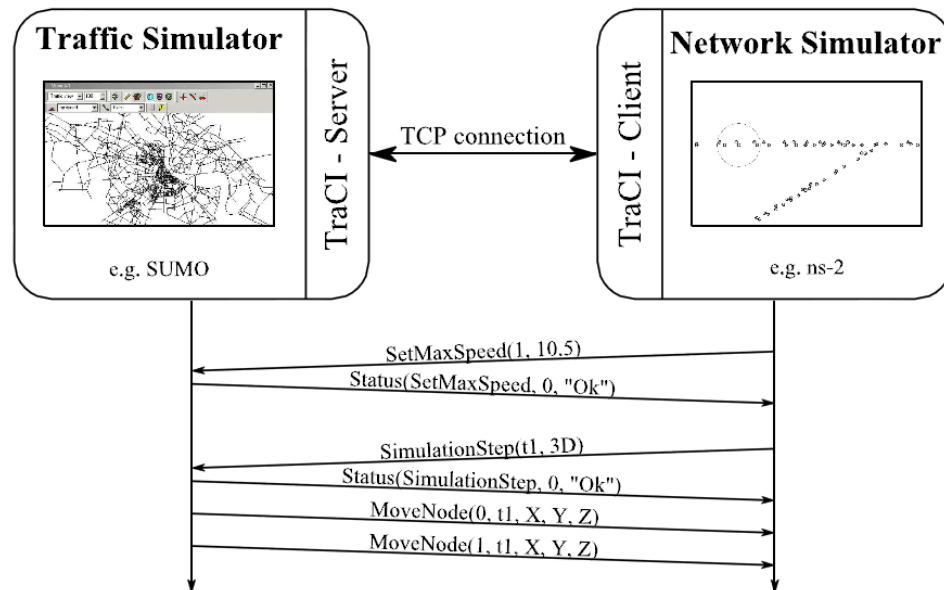 Traffic Simulator
TraCI - Server
e.g. SUMO
TCP connection
Network Simulator
TraCI - Client
e.g. ns-2
SetMaxSpeed(1, 10.5)
Status(SetMaxSpeed, 0, "Ok")
SimulationStep(t1, 3D)
Status(SimulationStep, 0, "Ok")
MoveNode(0, t1, X, Y, Z)
MoveNode(1, t1, X, Y, Z)